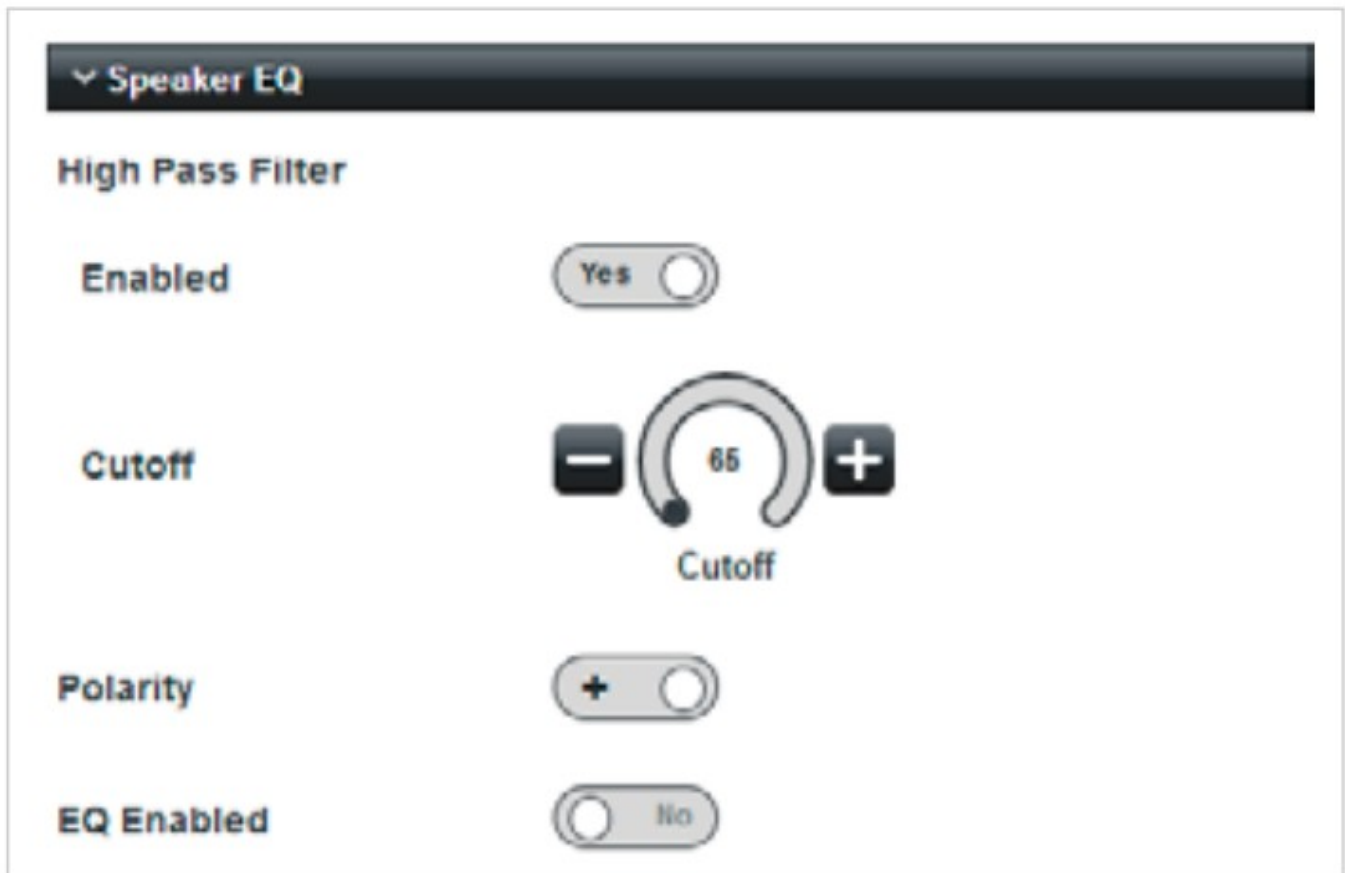 Speaker EQ
High Pass Filter
Enabled Yes
65
Cutoff
Cutoff
Polarity +
EQ Enabled No